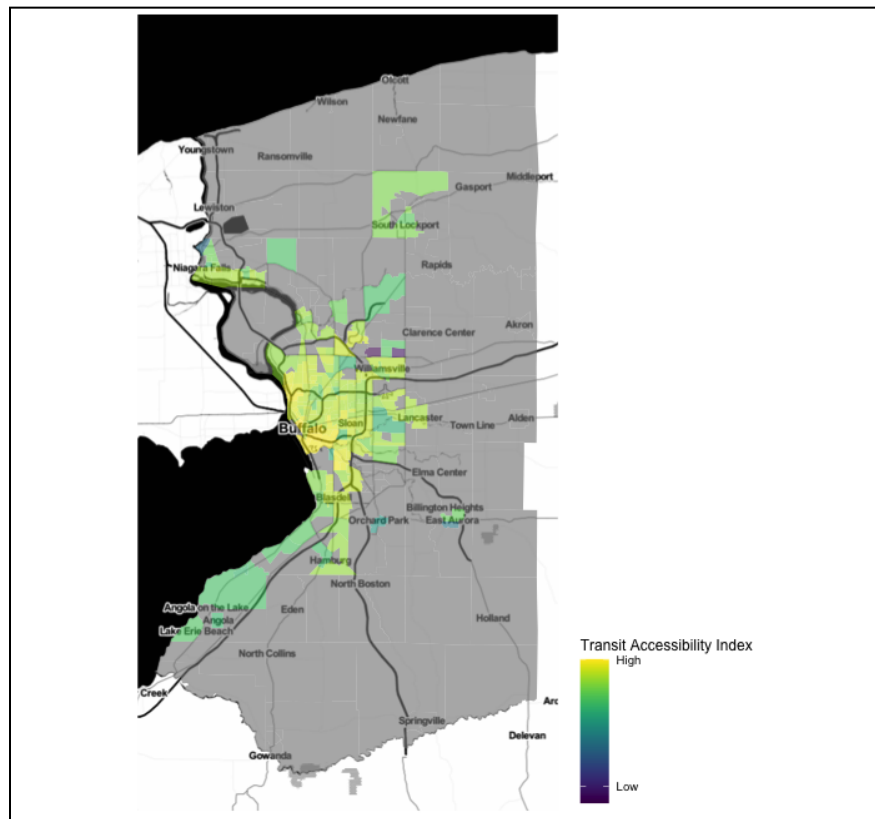 Olcott
Wilson
Newfane
Youngstown
Ransomville
Middleport
Gasport
Lewiston
South Lockport
Niagara Falls
Rapids
Akron
Clarence Center
Williamsville
Lancaster
Alden
Buffalo
Sloan
Town Line
Elma Center
Blasdell
Billington Heights
Orchard Park
East Aurora
Hamburg
North Boston
Angola on the Lake
Eden
Angola
Holland
Lake Erie Beach
Transit Accessibility Index
North Collins
High
Creek
Arc
Springville
Delevan
Gowanda
Low